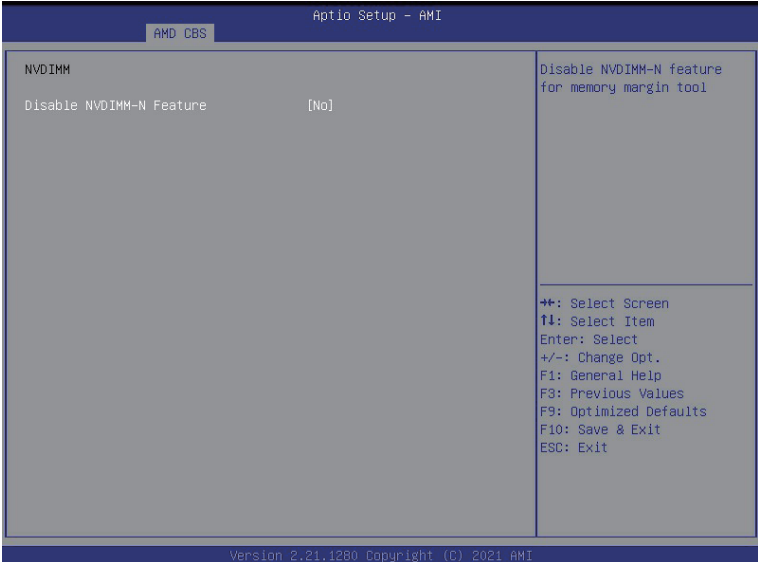 Aptio Setup – AMI
AMD CBS
NVDIMM
Disable NVDIMM-N Feature [No]
Disable NVDIMM-N feature
for memory margin tool
→←: Select Screen
↑↓: Select Item
Enter: Select
+/-: Change Opt.
F1: General Help
F3: Previous Values
F9: Optimized Defaults
F10: Save & Exit
ESC: Exit
Version 2.21.1280 Copyright (C) 2021 AMI